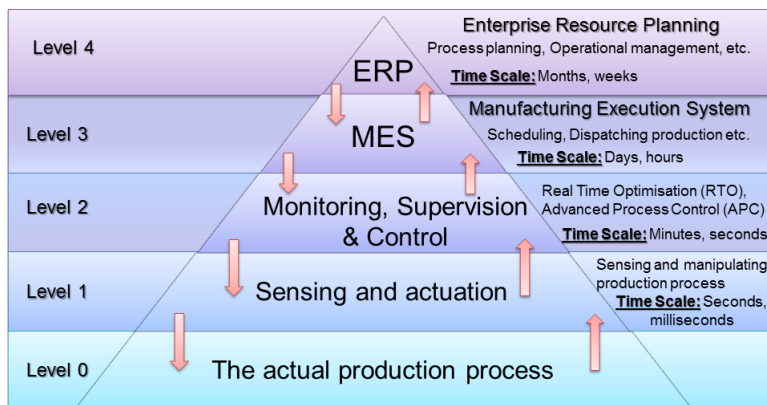 Level 4
ERP
Enterprise Resource Planning
Process planning, Operational management, etc.
Time Scale: Months, weeks
Level 3
MES
Manufacturing Execution System
Scheduling, Dispatching production etc.
Time Scale: Days, hours
Level 2
Monitoring, Supervision
& Control
Real Time Optimisation (RTO),
Advanced Process Control (APC)
Time Scale: Minutes, seconds
Level 1
Sensing and actuation
Sensing and manipulating
production process
Time Scale: Seconds,
milliseconds
Level 0
The actual production process